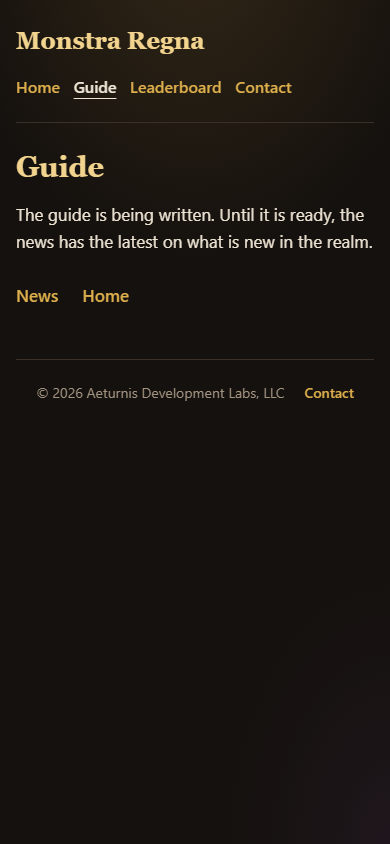 Monstra Regna
Home Guide Leaderboard Contact
Guide
The guide is being written. Until it is ready, the
news has the latest on what is new in the realm.
News Home
© 2026 Aeturnis Development Labs, LLC Contact